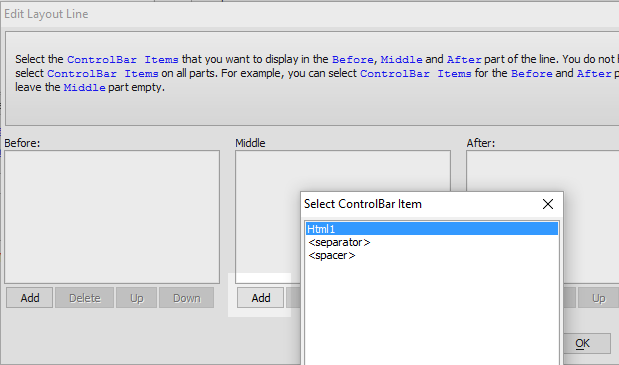 Edit Layout Line
Select the ControlBar Items that you want to display in the Before, Middle and After part of the line. You do not
select ControlBar Items on all parts. For example, you can select ControlBar Items for the Before and After
leave the Middle part empty.
Before:
Middle
After:
Select ControlBar Item
Html1
<separator>
<spacer>
Add Delete Up Down Add Up
OK